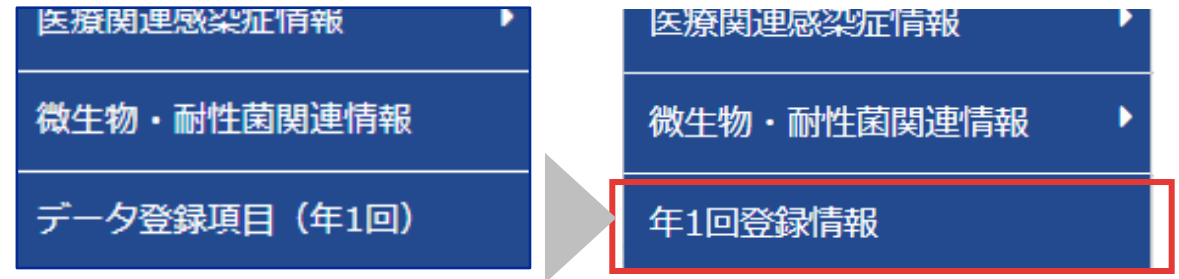 医療関連感染症情報
微生物・耐性菌関連情報
データ登録項目（年1回）
医療関連感染症情報
微生物・耐性菌関連情報
年1回登録情報